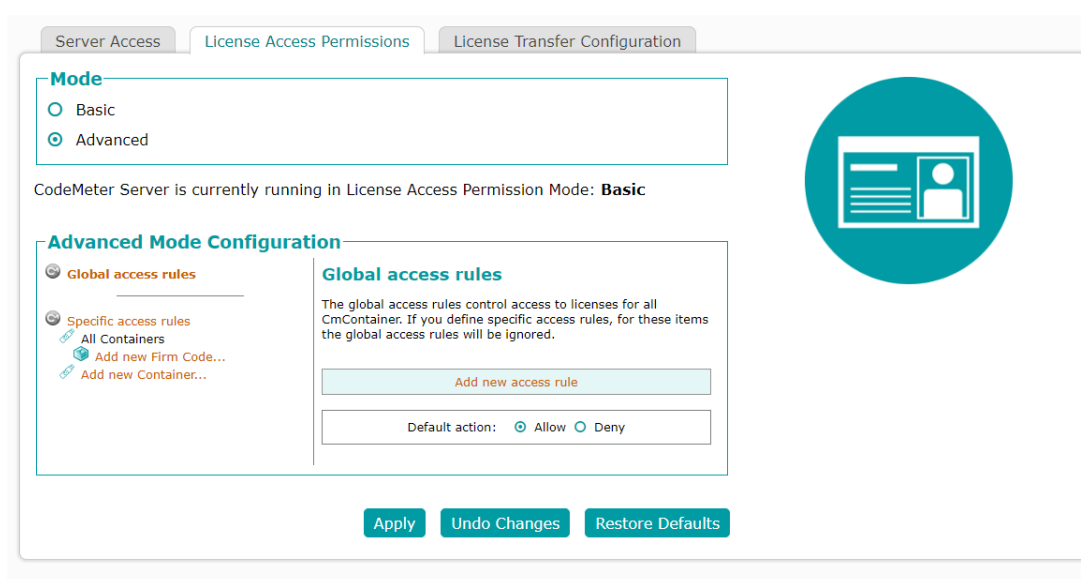 Server Access
License Access Permissions
License Transfer Configuration
Mode
Basic
Advanced
CodeMeter Server is currently running in License Access Permission Mode: Basic
Advanced Mode Configuration
Global access rules
Specific access rules
All Containers
Add new Firm Code...
Add new Container...
Global access rules
The global access rules control access to licenses for all
CmContainer. If you define specific access rules, for these items
the global access rules will be ignored.
Add new access rule
Default action: Allow Deny
Apply
Undo Changes
Restore Defaults